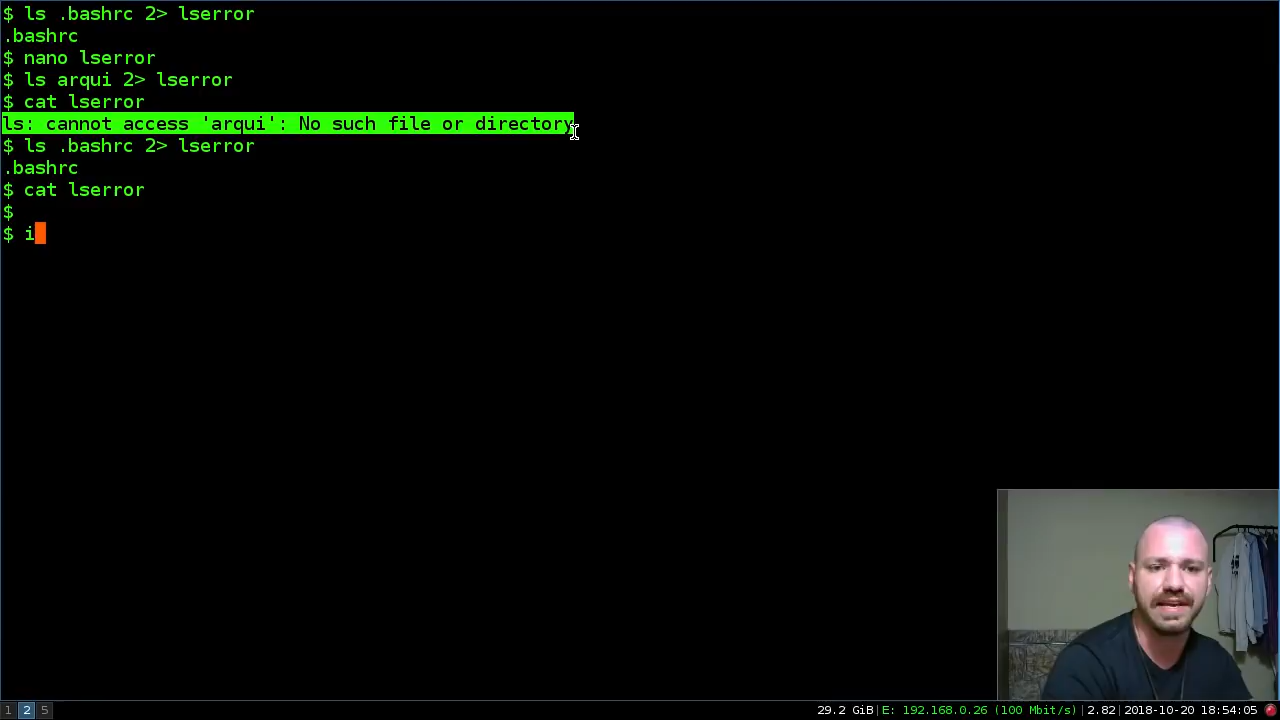 $ ls .bashrc 2> lserror
.bashrc
$ nano lserror
$ ls arqui 2> lserror
$ cat lserror
ls: cannot access 'arqui': No such file or directory
$ ls .bashrc 2> lserror
.bashrc
$ cat lserror
$
$ i
1 2 5 29.2 GiB|E: 192.168.0.26 (100 Mbit/s)|2.82|2018-10-20 18:54:05